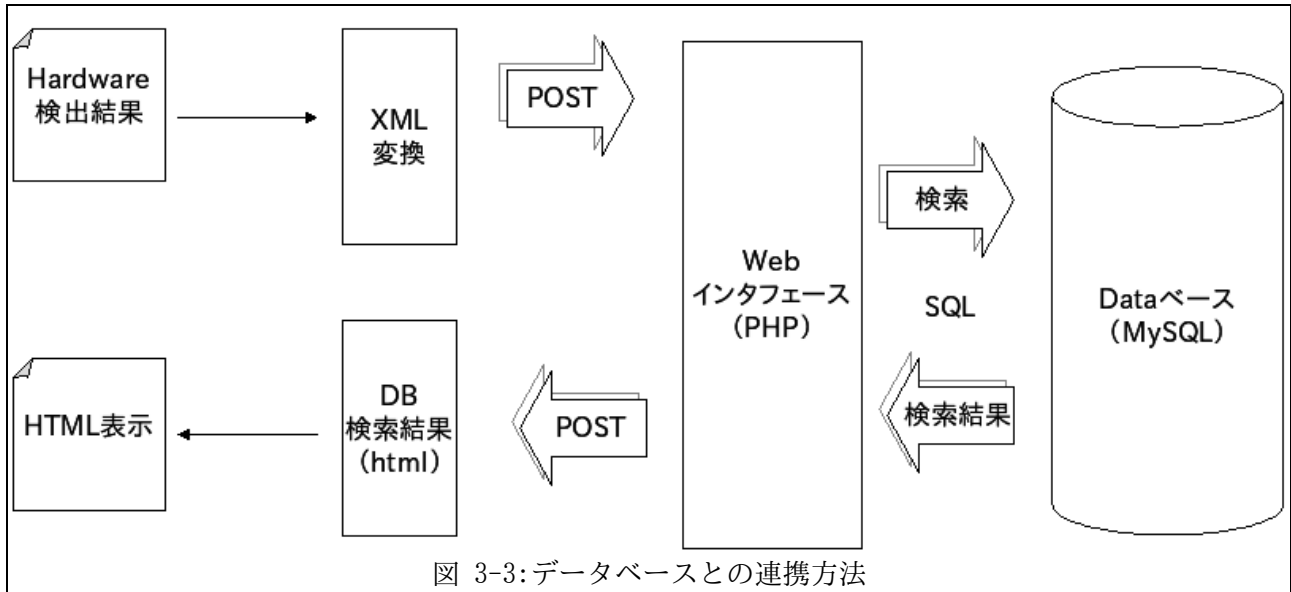 Hardware
検出結果
XML
変換
POST
検索
Web
インタフェース
(PHP)
SQL
Dataベース
(MySQL)
HTML表示
DB
検索結果
(html)
POST
検索結果
図 3-3:データベースとの連携方法